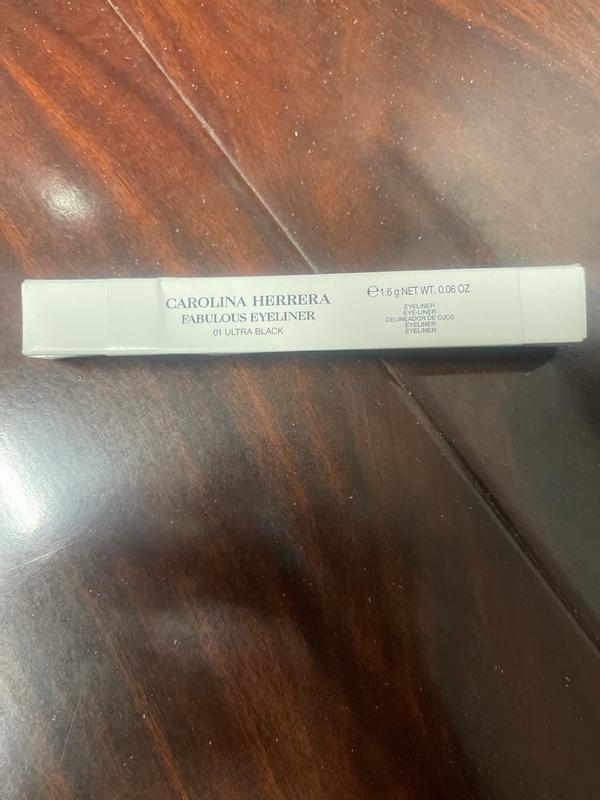 CAROLINA HERRERA
FABULOUS EYELINER
01 ULTRA BLACK
℮1.6 g NET WT. 0.06 OZ
EYELINER
EYE-LINER
DELINEADOR DE OJOS
EYELINER
EYELINER